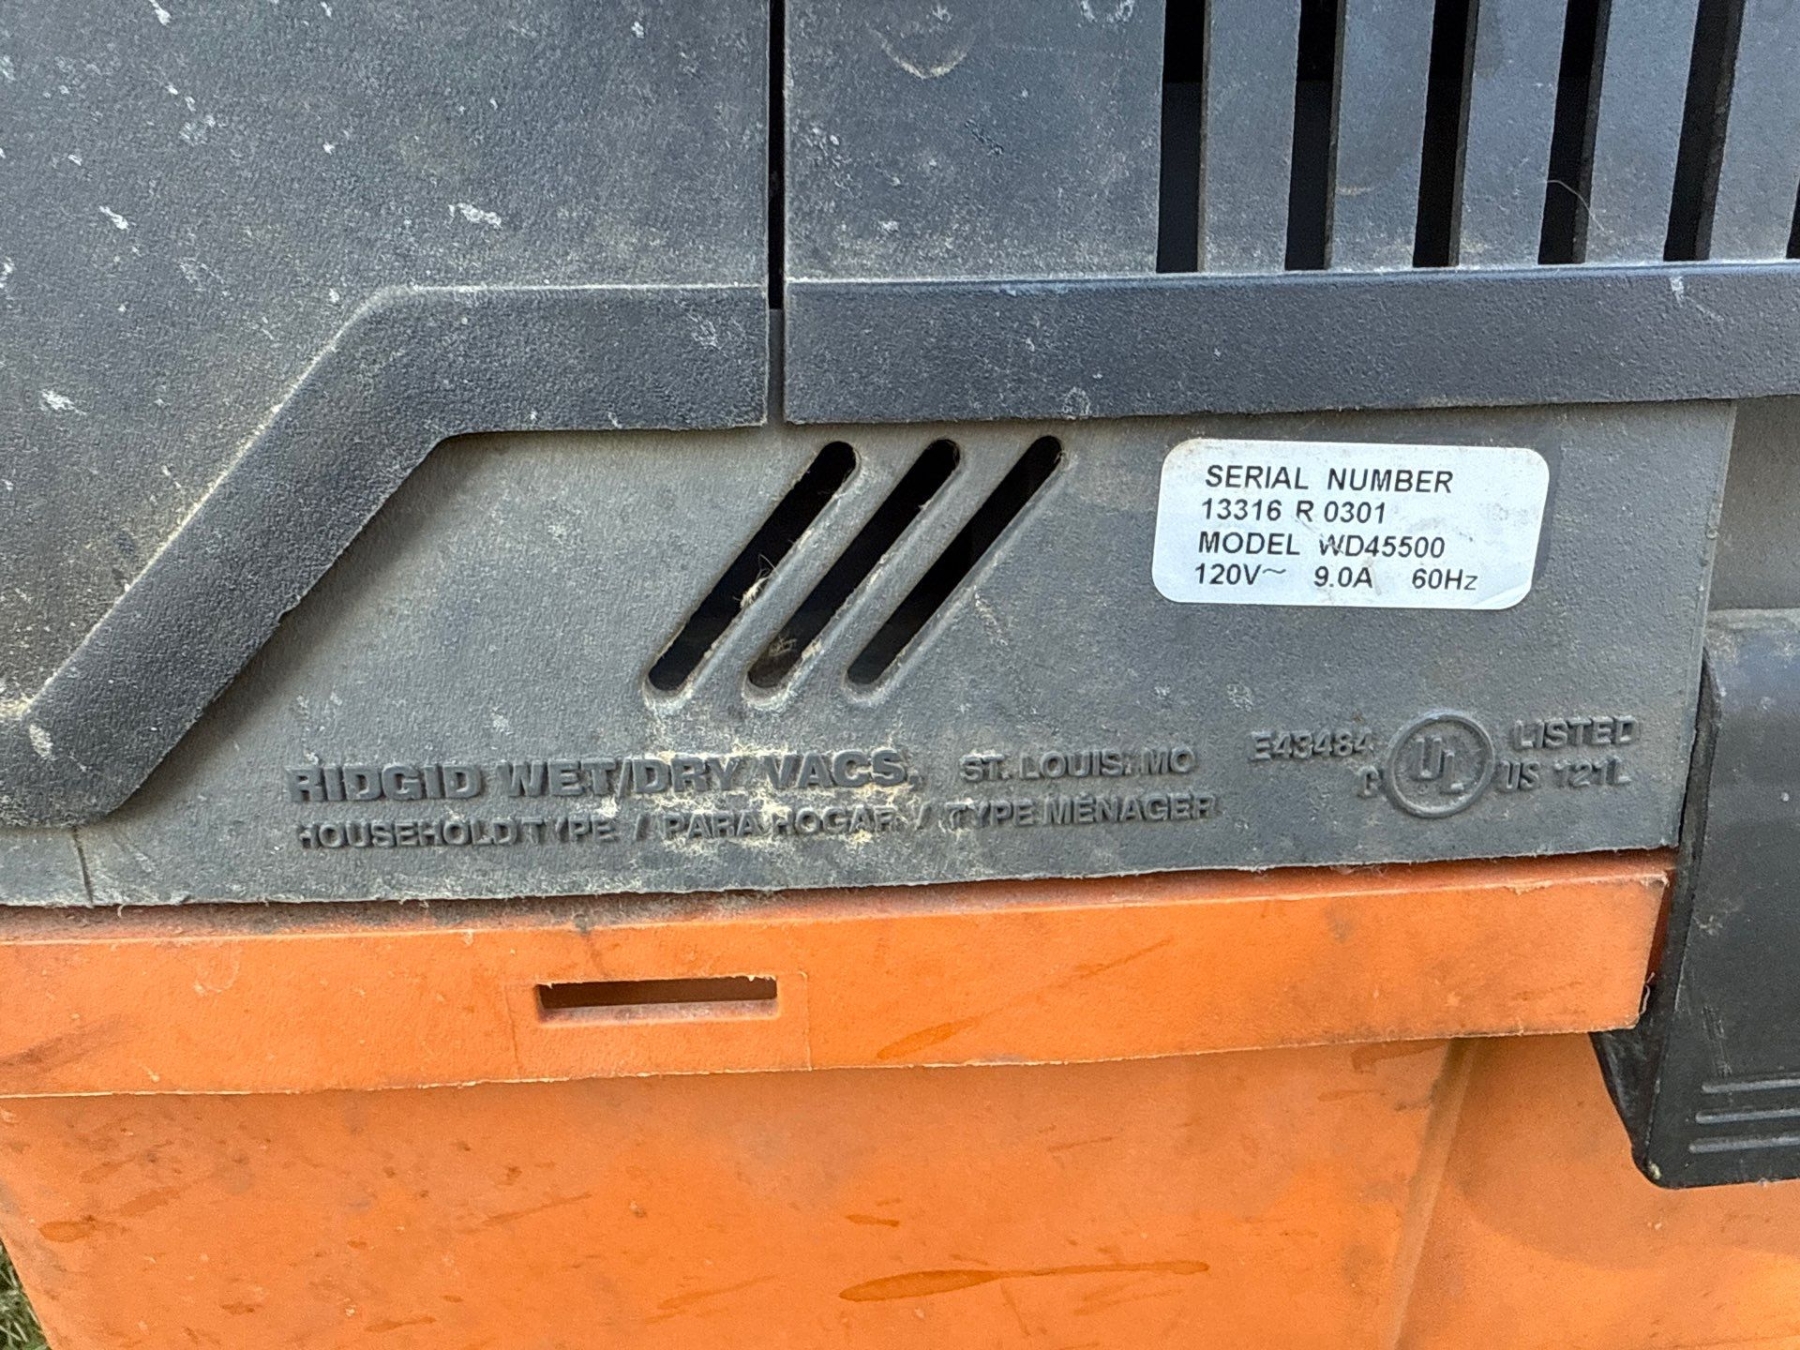 SERIAL NUMBER
13316 R 0301
MODEL WD45500
120V~ 9.0A 60Hz
RIDGID WET/DRY VACS, ST. LOUIS, MO
HOUSEHOLD TYPE / PARA HOGAR / TYPE MÉNAGER
E43484 UL LISTED
C US 121L